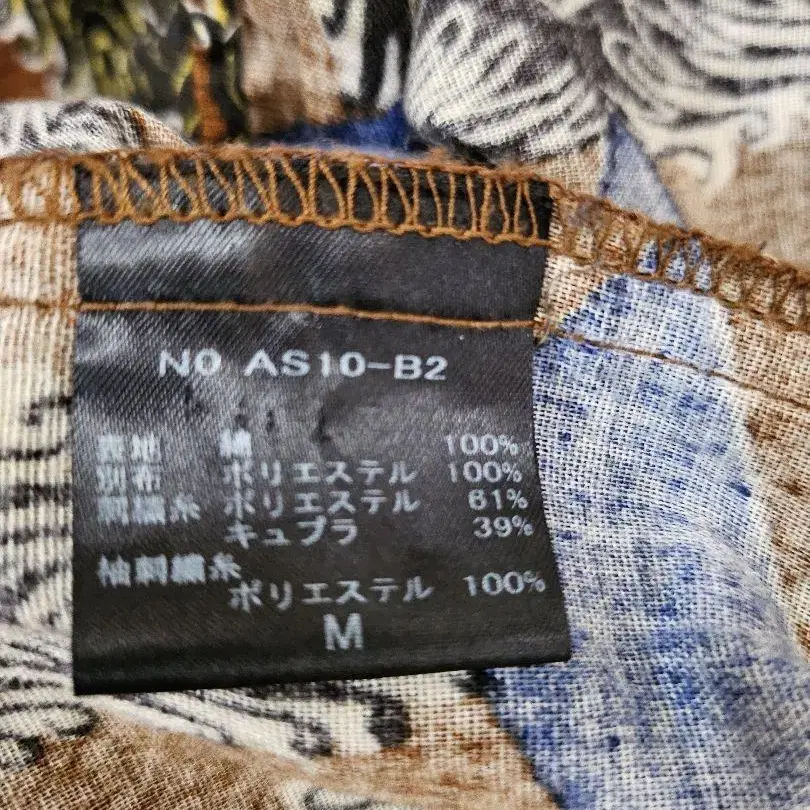 NO AS10-B2
表地 綿 100%
別布 ポリエステル 100%
刺繍糸 ポリエステル 61%
キュプラ 39%
袖刺繍糸
ポリエステル 100%
M